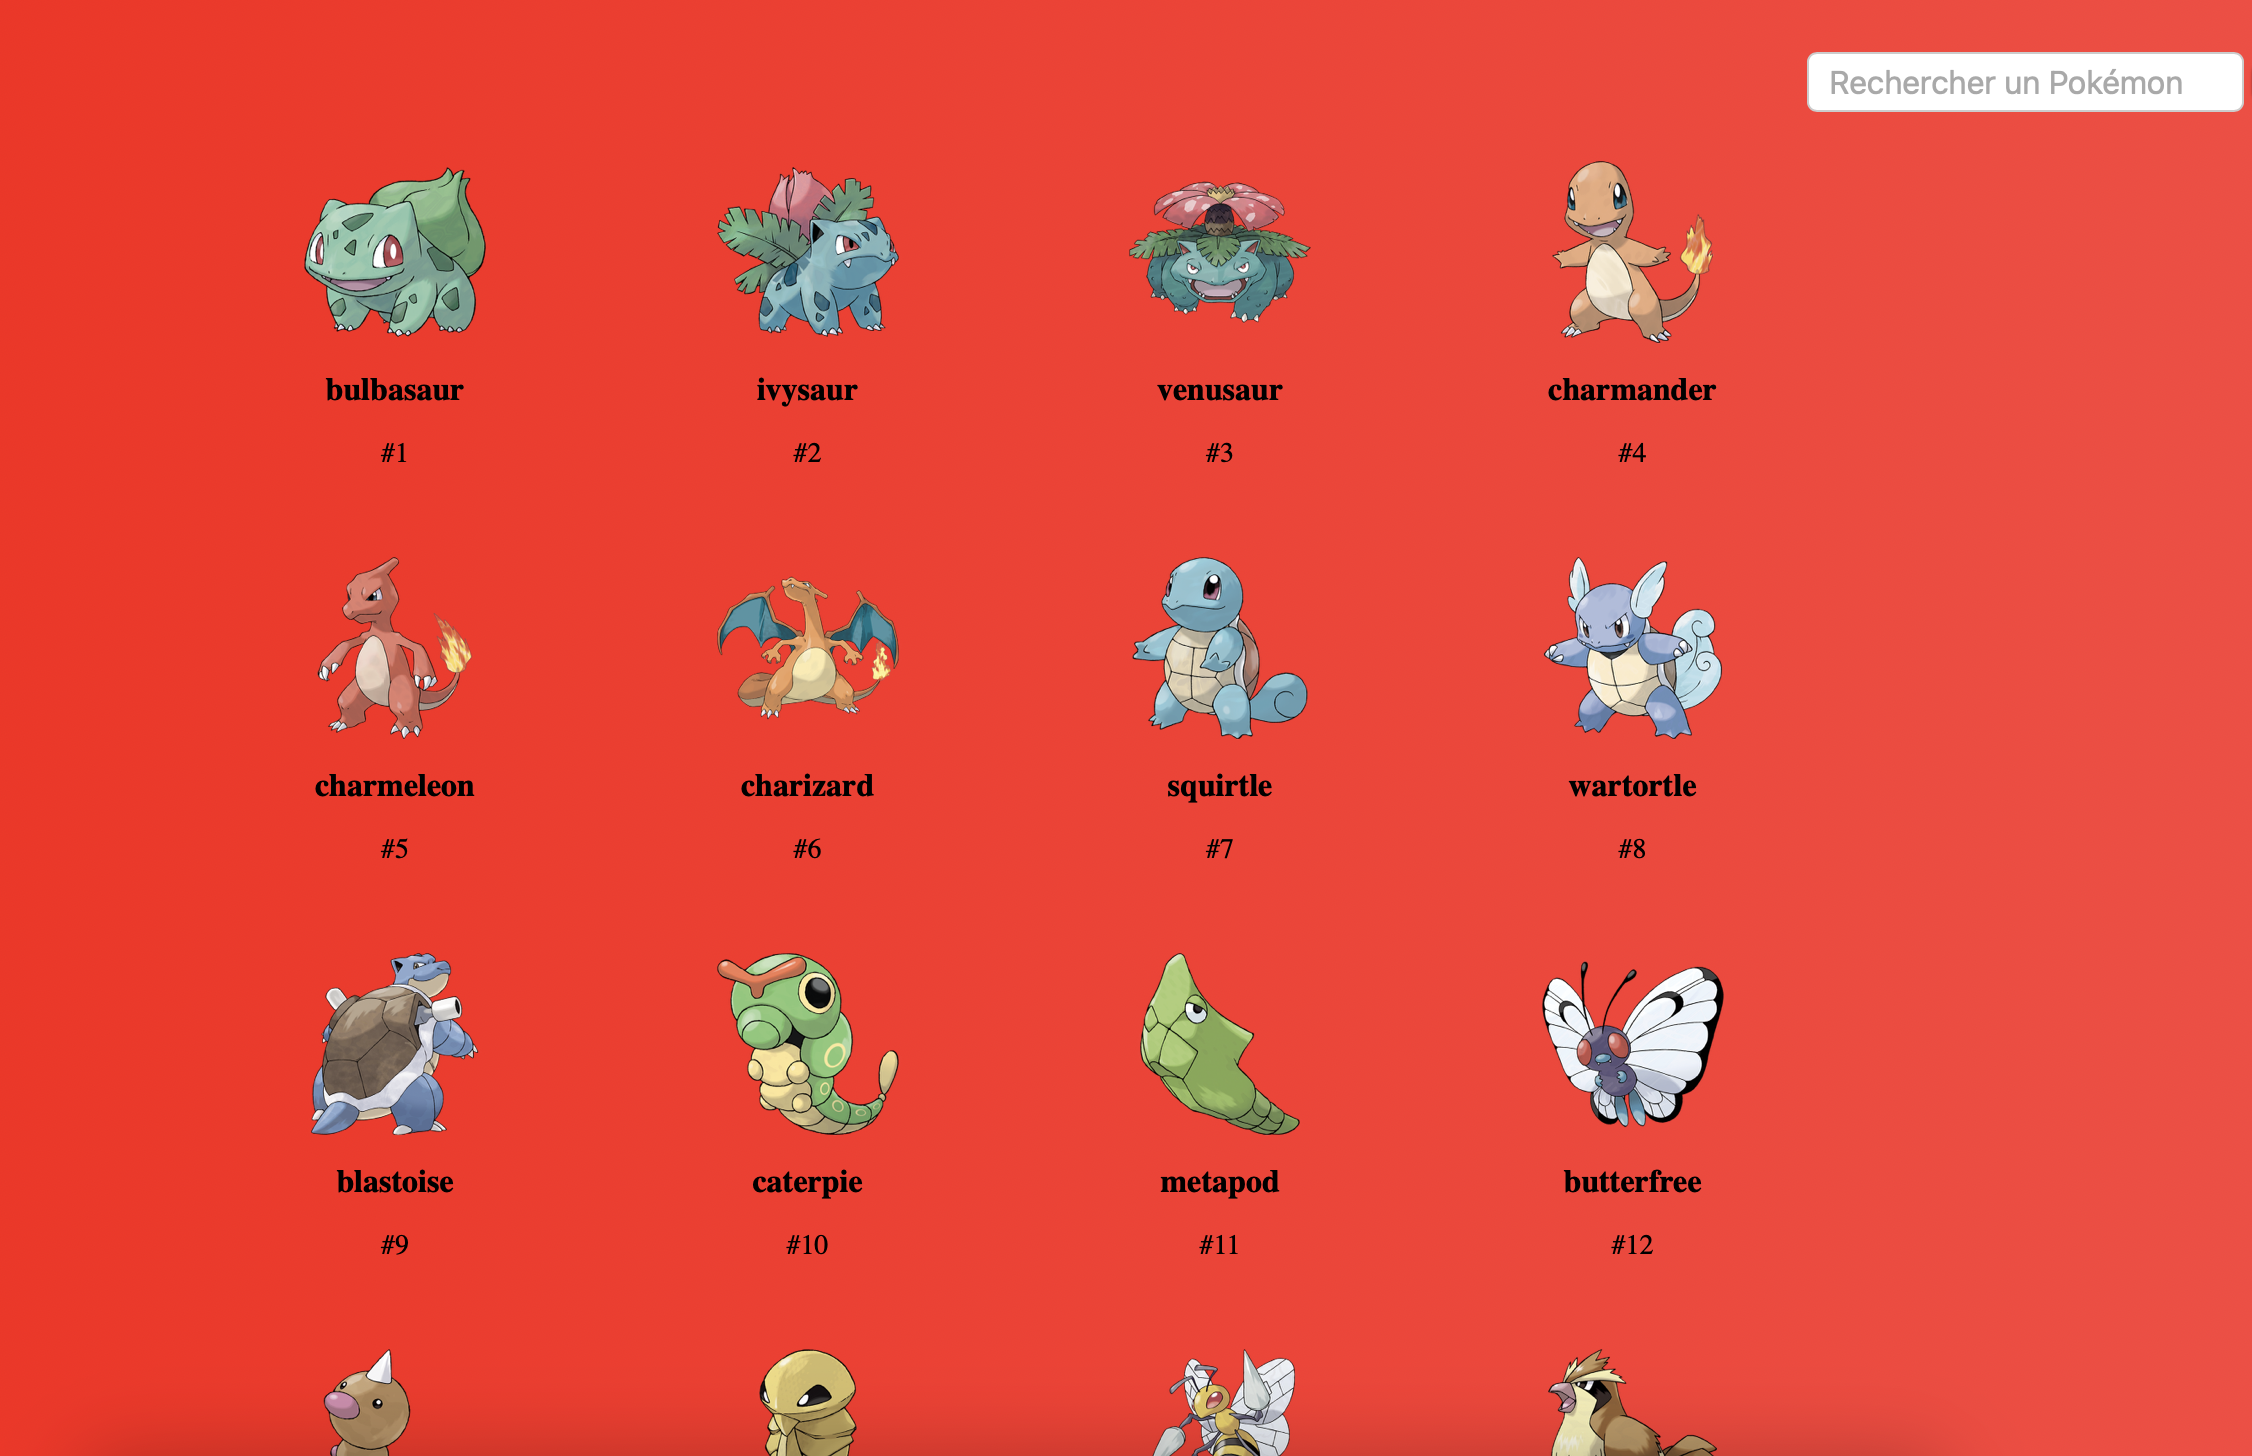 Rechercher un Pokémon
bulbasaur
#1
ivysaur
#2
venusaur
#3
charmander
#4
charmeleon
#5
charizard
#6
squirtle
#7
wartortle
#8
blastoise
#9
caterpie
#10
metapod
#11
butterfree
#12